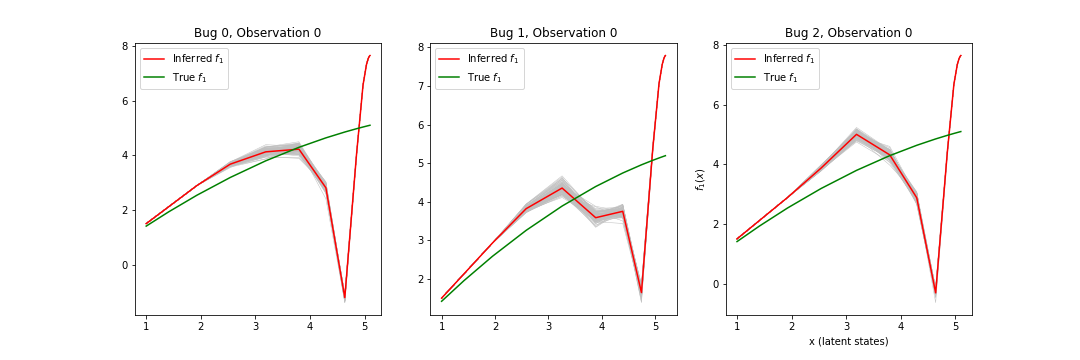 Bug 0, Observation 0
8
6
4
2
0
Inferred f₁
True f₁
1
2
3
4
5
Bug 1, Observation 0
8
7
6
5
4
3
2
Inferred f₁
True f₁
1
2
3
4
5
Bug 2, Observation 0
f₁(x)
8
6
4
2
0
Inferred f₁
True f₁
1
2
3
4
5
x (latent states)